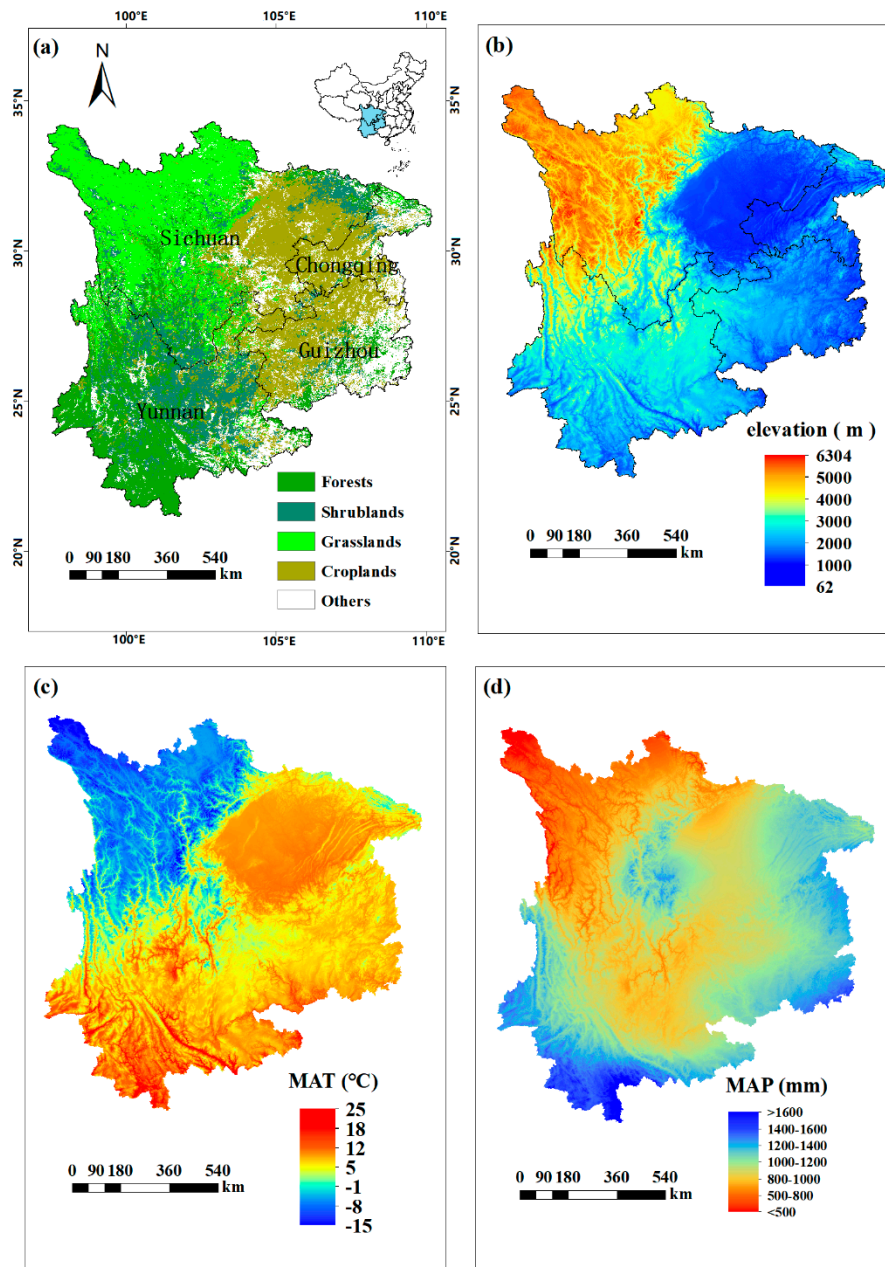 100°E 105°E 110°E
(a)
N
35°N
Sichuan
30°N 30°N
Chongqing
Guizhou
25°N 25°N
Yunnan
20°N 20°N
Forests
Shrublands
Grasslands
Croplands
Others
0 90 180 360 540
km
100°E 105°E 110°E
(b)
35°N
elevation ( m )
6304
5000
4000
3000
2000
1000
62
0 90 180 360 540
km
(c)
MAT (℃)
25
18
12
5
-1
-8
-15
0 90 180 360 540
km
(d)
MAP (mm)
>1600
1400-1600
1200-1400
1000-1200
800-1000
500-800
<500
0 90 180 360 540
km